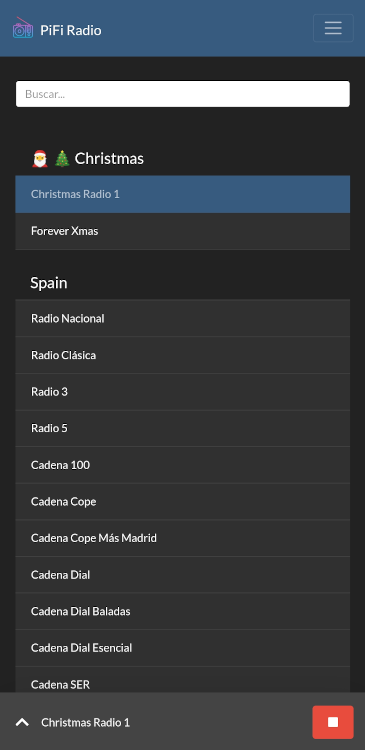 PiFi Radio
Buscar...
🎅 🎄 Christmas
Christmas Radio 1
Forever Xmas
Spain
Radio Nacional
Radio Clásica
Radio 3
Radio 5
Cadena 100
Cadena Cope
Cadena Cope Más Madrid
Cadena Dial
Cadena Dial Baladas
Cadena Dial Esencial
Cadena SER
Christmas Radio 1